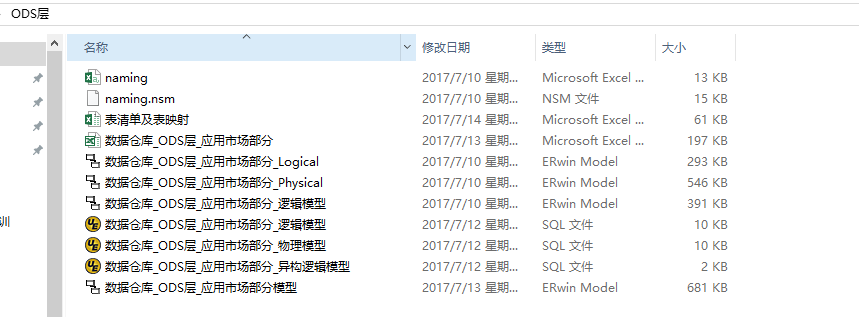 ODS层
名称 修改日期 类型 大小
naming 2017/7/10 星期... Microsoft Excel ... 13 KB
naming.nsm 2017/7/10 星期... NSM 文件 15 KB
表清单及表映射 2017/7/14 星期... Microsoft Excel ... 61 KB
数据仓库_ODS层_应用市场部分 2017/7/13 星期... Microsoft Excel ... 197 KB
数据仓库_ODS层_应用市场部分_Logical 2017/7/10 星期... ERwin Model 293 KB
数据仓库_ODS层_应用市场部分_Physical 2017/7/10 星期... ERwin Model 546 KB
数据仓库_ODS层_应用市场部分_逻辑模型 2017/7/10 星期... ERwin Model 391 KB
训 数据仓库_ODS层_应用市场部分_逻辑模型 2017/7/12 星期... SQL 文件 10 KB
数据仓库_ODS层_应用市场部分_物理模型 2017/7/12 星期... SQL 文件 10 KB
数据仓库_ODS层_应用市场部分_异构逻辑模型 2017/7/12 星期... SQL 文件 2 KB
数据仓库_ODS层_应用市场部分模型 2017/7/13 星期... ERwin Model 681 KB